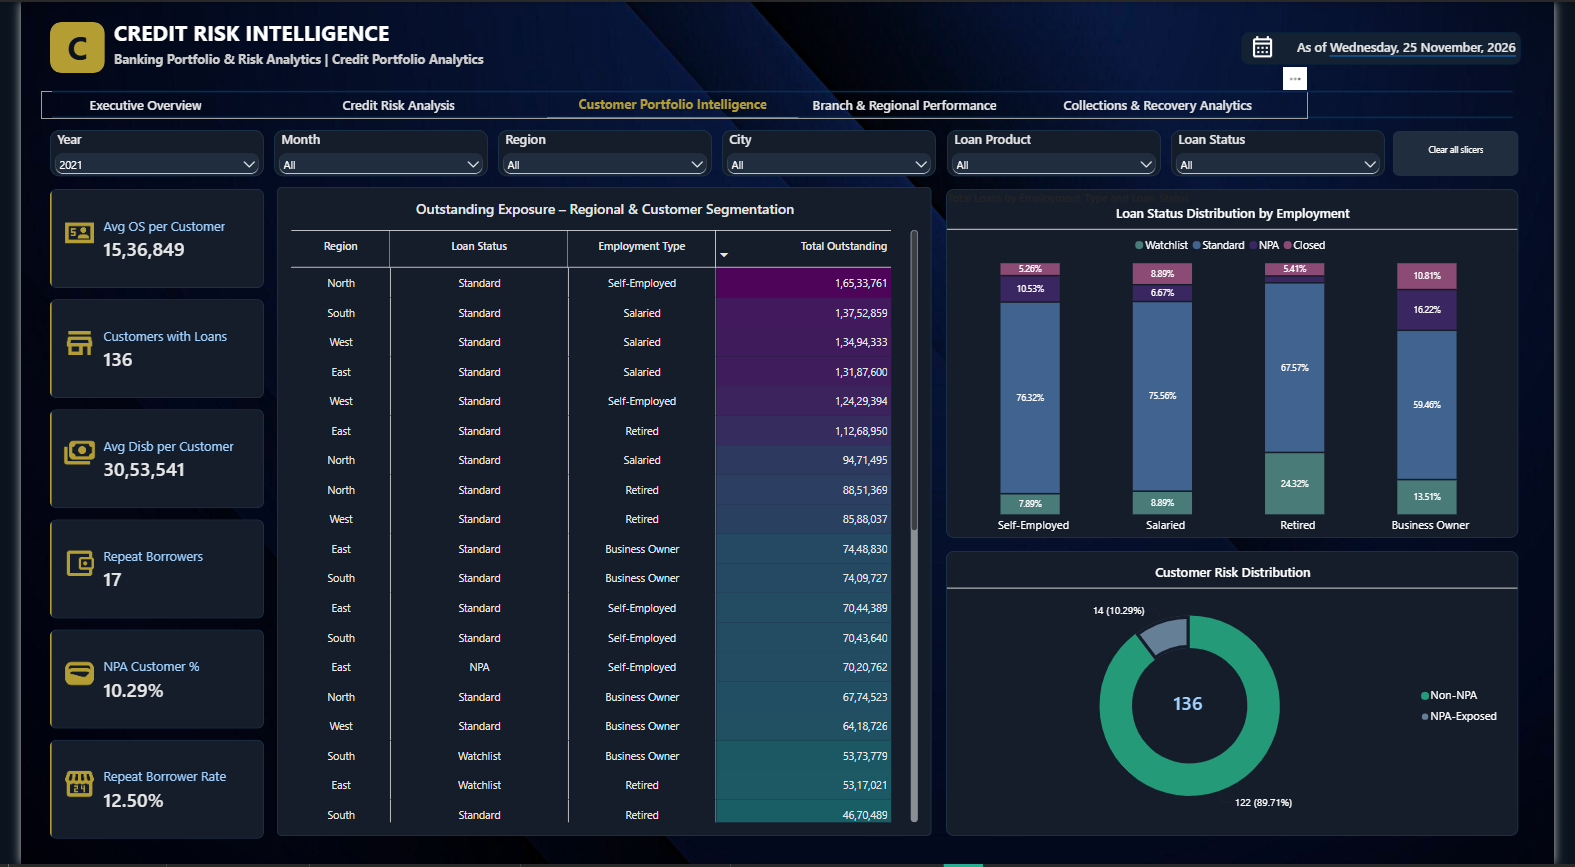 C
CREDIT RISK INTELLIGENCE
Banking Portfolio & Risk Analytics | Credit Portfolio Analytics
As of Wednesday, 25 November, 2026
Executive Overview
Credit Risk Analysis
Customer Portfolio Intelligence
Branch & Regional Performance
Collections & Recovery Analytics
Year
2021
Month
All
Region
All
City
All
Loan Product
All
Loan Status
All
Clear all slicers
Avg OS per Customer
15,36,849
Customers with Loans
136
Avg Disb per Customer
30,53,541
Repeat Borrowers
17
NPA Customer %
10.29%
24
Repeat Borrower Rate
12.50%
Outstanding Exposure – Regional & Customer Segmentation
Region Loan Status Employment Type Total Outstanding
North Standard Self-Employed 1,65,33,761
South Standard Salaried 1,37,52,859
West Standard Salaried 1,34,94,333
East Standard Salaried 1,31,87,600
West Standard Self-Employed 1,24,29,394
East Standard Retired 1,12,68,950
North Standard Salaried 94,71,495
North Standard Retired 88,51,369
West Standard Retired 85,88,037
East Standard Business Owner 74,48,830
South Standard Business Owner 74,09,727
East Standard Self-Employed 70,44,389
South Standard Self-Employed 70,43,640
East NPA Self-Employed 70,20,762
North Standard Business Owner 67,74,523
West Standard Business Owner 64,18,726
South Watchlist Business Owner 53,73,779
East Watchlist Retired 53,17,021
South Standard Retired 46,70,489
Loan Status Distribution by Employment
Watchlist Standard NPA Closed
5.26% 8.89% 5.41% 10.81%
10.53% 6.67% 16.22%
76.32% 75.56% 67.57% 59.46%
7.89% 8.89% 24.32% 13.51%
Self-Employed Salaried Retired Business Owner
Customer Risk Distribution
14 (10.29%)
136
122 (89.71%)
Non-NPA
NPA-Exposed